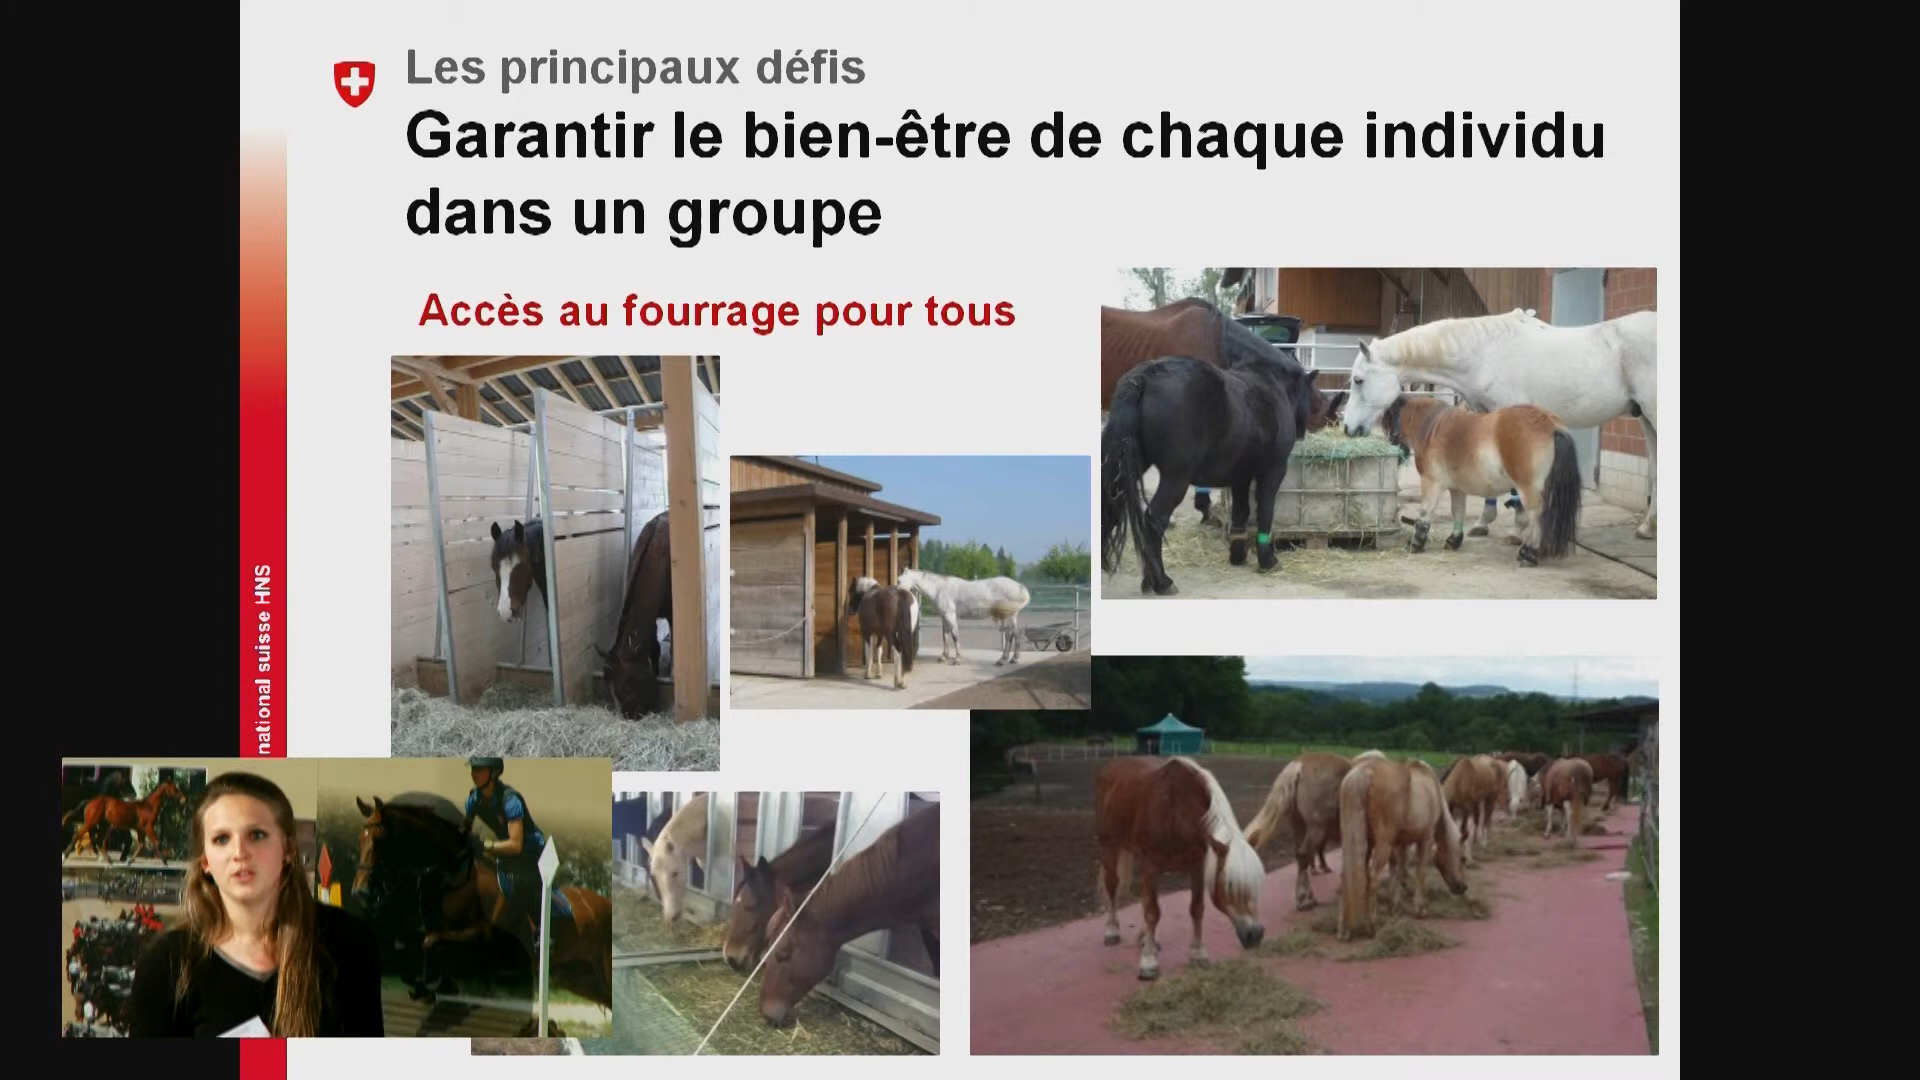 Les principaux défis
Garantir le bien-être de chaque individu
dans un groupe
Accès au fourrage pour tous
national suisse HNS